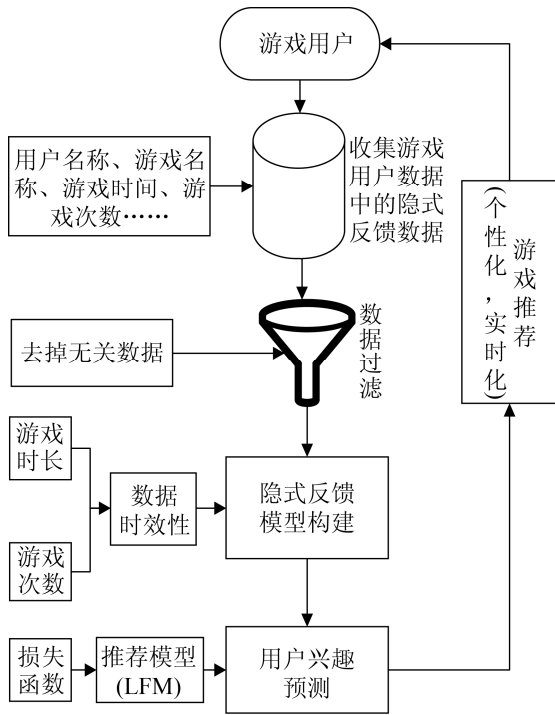 游戏用户
用户名称、游戏名
称、游戏时间、游
戏次数……
收集游戏
用户数据
中的隐式
反馈数据
去掉无关数据
数据过滤
游戏推荐
(个性化，实时化)
游戏
时长
游戏
次数
数据
时效性
隐式反馈
模型构建
损失
函数
推荐模型
(LFM)
用户兴趣
预测